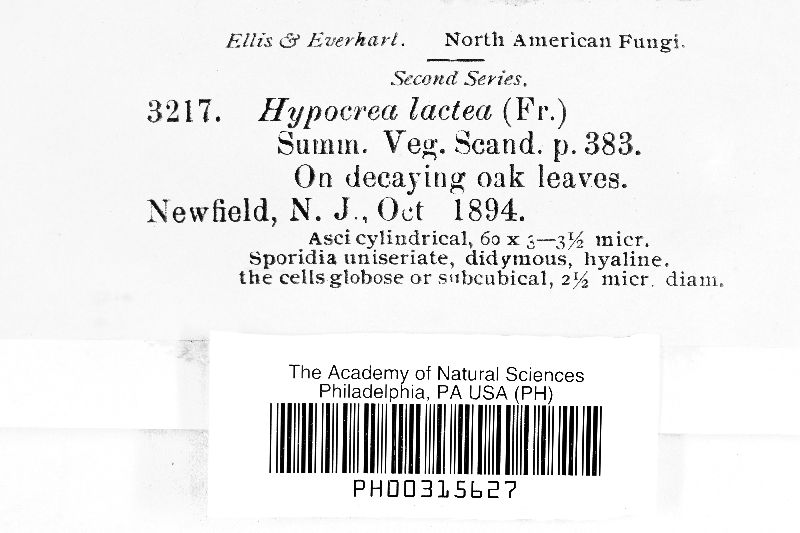 Ellis & Everhart. North American Fungi.
Second Series.
3217. Hypocrea lactea (Fr.)
Summ. Veg. Scand. p. 383.
On decaying oak leaves.
Newfield, N. J., Oct 1894.
Asci cylindrical, 60 x 3—3½ micr.
Sporidia uniseriate, didymous, hyaline.
the cells globose or subcubical, 2½ micr. diam.
The Academy of Natural Sciences
Philadelphia, PA USA (PH)
PH00315627